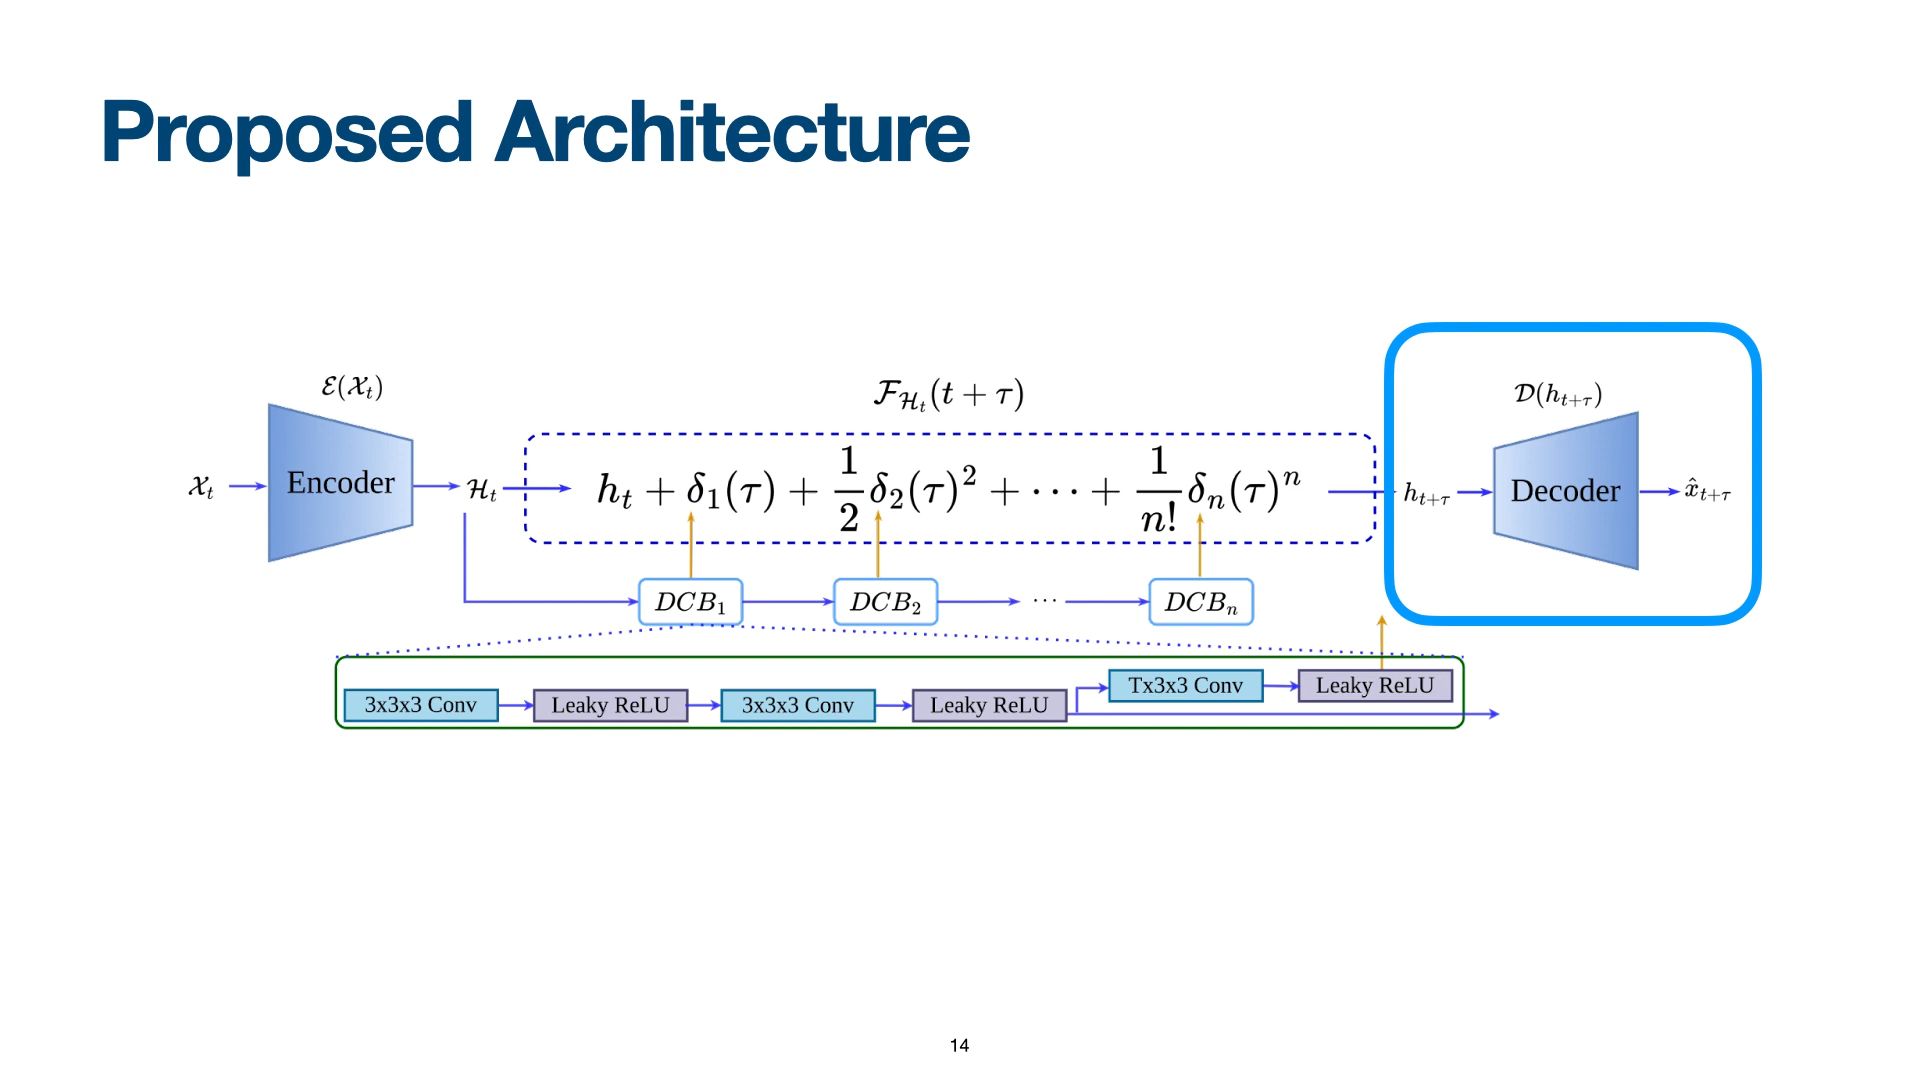 Proposed Architecture
ℰ(𝒳ₜ)
𝓕_{ℋₜ}(t + τ)
𝒟(h_{t+τ})
𝒳ₜ
Encoder
ℋₜ
hₜ + δ₁(τ) + 1/2 δ₂(τ)² + ⋯ + 1/n! δₙ(τ)ⁿ
h_{t+τ}
Decoder
x̂_{t+τ}
DCB₁
DCB₂
⋯
DCBₙ
3x3x3 Conv
Leaky ReLU
3x3x3 Conv
Leaky ReLU
Tx3x3 Conv
Leaky ReLU
14